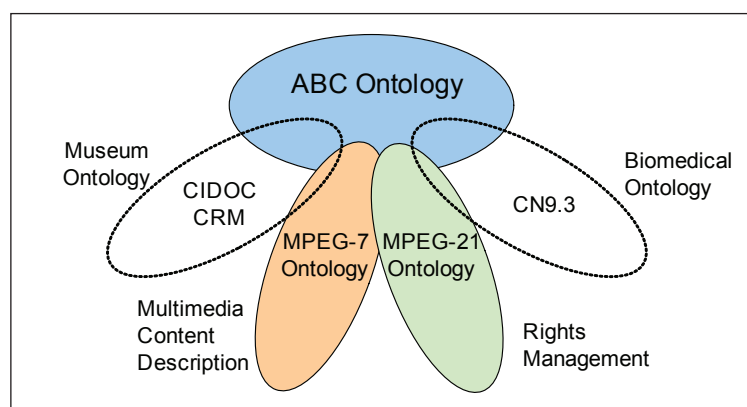 ABC Ontology
Museum
Ontology
CIDOC
CRM
Biomedical
Ontology
CN9.3
MPEG-7
Ontology
MPEG-21
Ontology
Multimedia
Content
Description
Rights
Management